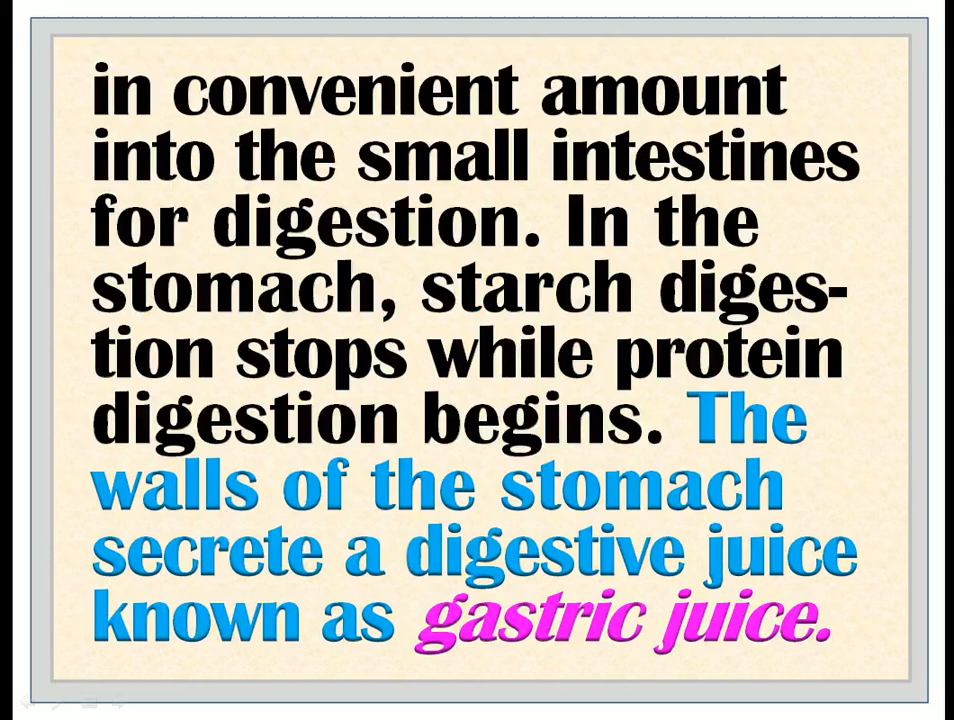 in convenient amount
into the small intestines
for digestion. In the
stomach, starch diges-
tion stops while protein
digestion begins. The
walls of the stomach
secrete a digestive juice
known as gastric juice.